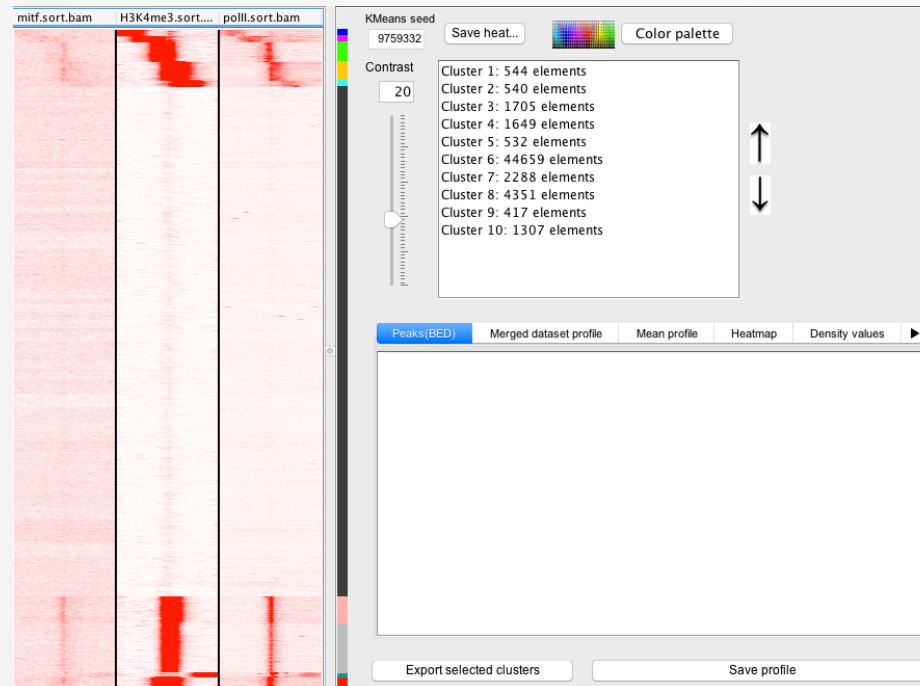 mitf.sort.bam H3K4me3.sort.... polII.sort.bam
KMeans seed
9759332 Save heat... Color palette
Contrast
20
Cluster 1: 544 elements
Cluster 2: 540 elements
Cluster 3: 1705 elements
Cluster 4: 1649 elements
Cluster 5: 532 elements
Cluster 6: 44659 elements
Cluster 7: 2288 elements
Cluster 8: 4351 elements
Cluster 9: 417 elements
Cluster 10: 1307 elements
Peaks(BED) Merged dataset profile Mean profile Heatmap Density values
Export selected clusters Save profile